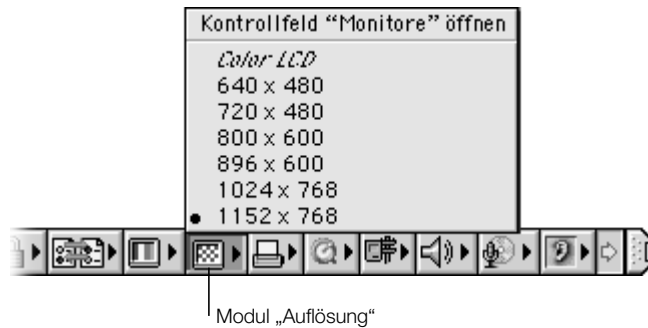 Kontrollfeld “Monitore” öffnen
Color LCD
640 x 480
720 x 480
800 x 600
896 x 600
1024 x 768
1152 x 768
Modul „Auflösung“